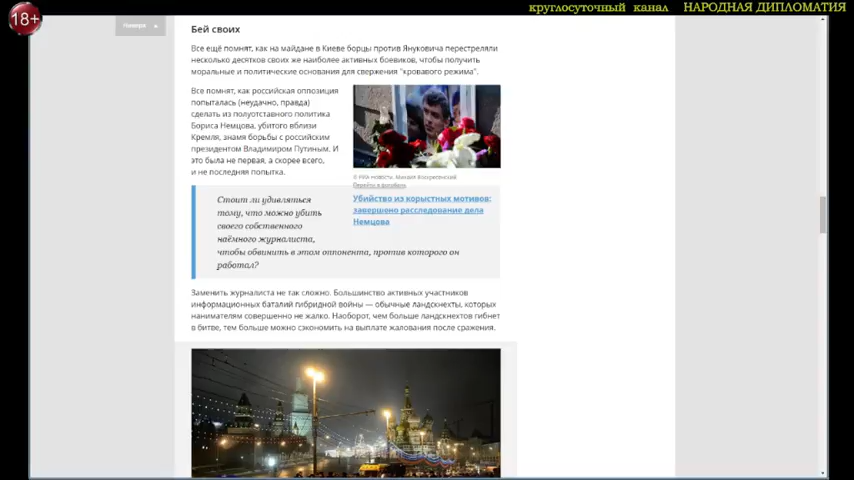 18+
круглосуточный канал НАРОДНАЯ ДИПЛОМАТИЯ
Наверх
Бей своих
Все ещё помнят, как на майдане в Киеве борцы против Януковича перестреляли
несколько десятков своих же наиболее активных боевиков, чтобы получить
моральные и политические основания для свержения "кровавого режима".
Все помнят, как российская оппозиция
попыталась (неудачно, правда)
сделать из полуотставного политика
Бориса Немцова, убитого вблизи
Кремля, знамя борьбы с российским
президентом Владимиром Путиным. И
это была не первая, а скорее всего,
и не последняя попытка.
© РИА Новости. Михаил Воскресенский
Перейти в фотобанк
Убийство из корыстных мотивов:
завершено расследование дела
Немцова
Стоит ли удивляться
тому, что можно убить
своего собственного
наёмного журналиста,
чтобы обвинить в этом оппонента, против которого он
работал?
Заменить журналиста не так сложно. Большинство активных участников
информационных баталий гибридной войны — обычные ландскнехты, которых
нанимателям совершенно не жалко. Наоборот, чем больше ландскнехтов гибнет
в битве, тем больше можно сэкономить на выплате жалования после сражения.